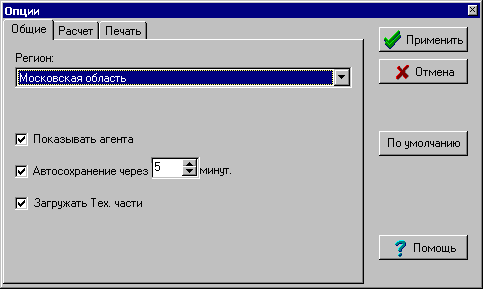 Опции
Общие Расчет Печать
Регион:
Московская область
Показывать агента
Автосохранение через 5 минут.
Загружать Тех. части
Применить
Отмена
По умолчанию
? Помощь